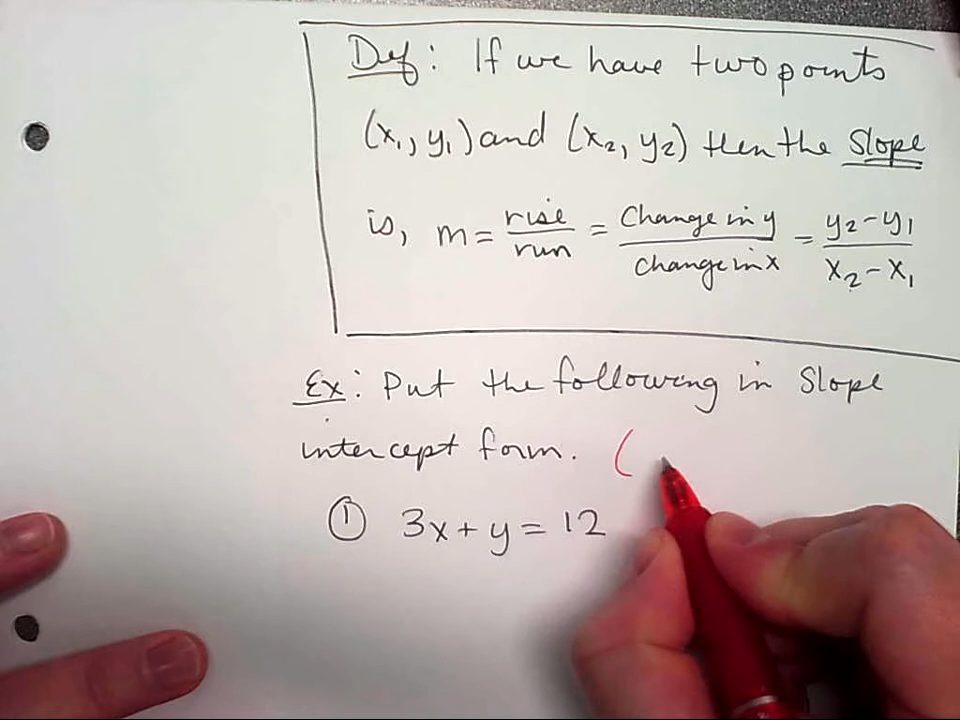 Def: If we have two points
(x₁, y₁) and (x₂, y₂) then the Slope
is, m = rise/run = Change in y/change in x = y₂-y₁/x₂-x₁
Ex: Put the following in Slope
intercept form. (
① 3x+y=12